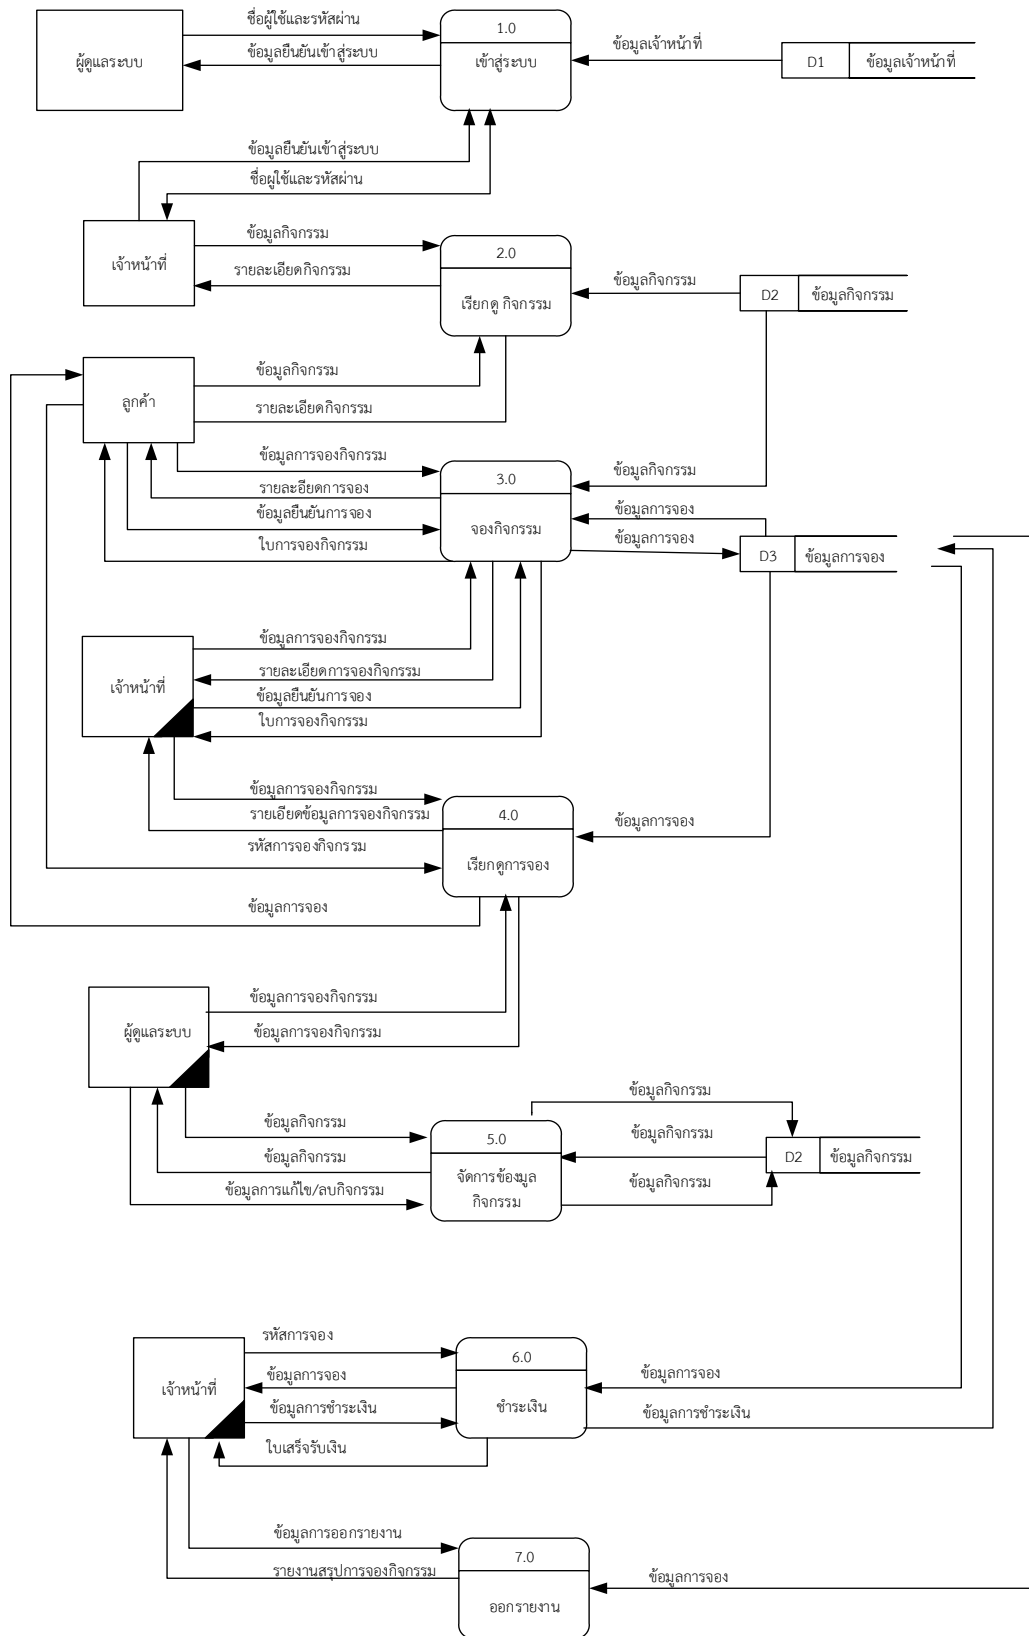 ชื่อผู้ใช้และรหัสผ่าน
1.0
ผู้ดูแลระบบ
ข้อมูลยืนยันเข้าสู่ระบบ
เข้าสู่ระบบ
ข้อมูลเจ้าหน้าที่
D1
ข้อมูลเจ้าหน้าที่
ข้อมูลยืนยันเข้าสู่ระบบ
ชื่อผู้ใช้และรหัสผ่าน
เจ้าหน้าที่
ข้อมูลกิจกรรม
2.0
รายละเอียดกิจกรรม
เรียกดู กิจกรรม
ข้อมูลกิจกรรม
D2
ข้อมูลกิจกรรม
ลูกค้า
ข้อมูลกิจกรรม
รายละเอียดกิจกรรม
ข้อมูลการจองกิจกรรม
3.0
ข้อมูลกิจกรรม
รายละอียดการจอง
ข้อมูลยืนยันการจอง
จองกิจกรรม
ข้อมูลการจอง
ใบการจองกิจกรรม
ข้อมูลการจอง
D3
ข้อมูลการจอง
เจ้าหน้าที่
ข้อมูลการจองกิจกรรม
รายละเอียดการจองกิจกรรม
ข้อมูลยืนยันการจอง
ใบการจองกิจกรรม
ข้อมูลการจองกิจกรรม
4.0
รายเอียดข้อมูลการจองกิจกรรม
ข้อมูลการจอง
รหัสการจองกิจกรรม
เรียกดูการจอง
ข้อมูลการจอง
ผู้ดูแลระบบ
ข้อมูลการจองกิจกรรม
ข้อมูลการจองกิจกรรม
ข้อมูลกิจกรรม
ข้อมูลกิจกรรม
5.0
ข้อมูลกิจกรรม
ข้อมูลกิจกรรม
จัดการข้องมูล
กิจกรรม
D2
ข้อมูลกิจกรรม
ข้อมูลการแก้ไข/ลบกิจกรรม
ข้อมูลกิจกรรม
รหัสการจอง
6.0
เจ้าหน้าที่
ข้อมูลการจอง
ข้อมูลการจอง
ข้อมูลการชำระเงิน
ชำระเงิน
ข้อมูลการชำระเงิน
ใบเสร็จรับเงิน
ข้อมูลการออกรายงาน
7.0
รายงานสรุปการจองกิจกรรม
ข้อมูลการจอง
ออกรายงาน